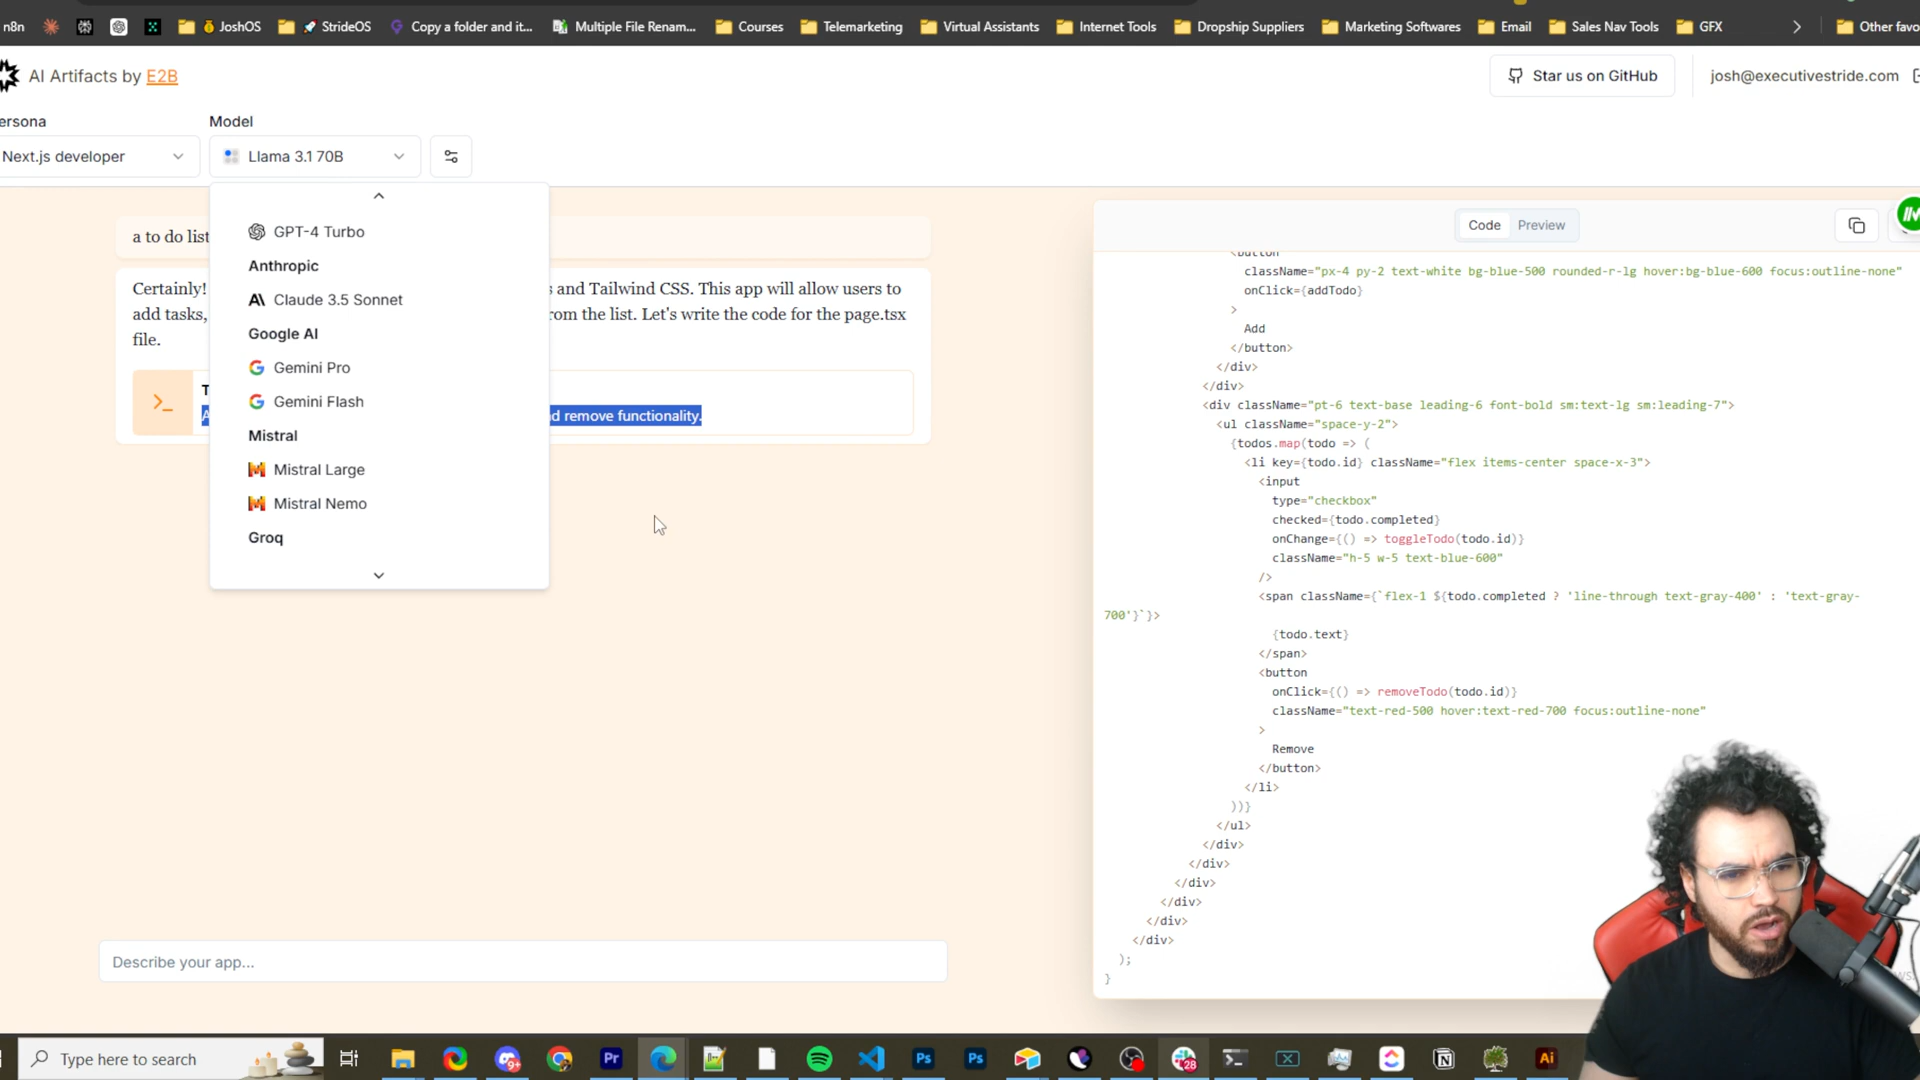 n8n JoshOS StrideOS Copy a folder and it... Multiple File Renam... Courses Telemarketing Virtual Assistants Internet Tools Dropship Suppliers Marketing Softwares Email Sales Nav Tools GFX Other favo
AI Artifacts by E2B Star us on GitHub josh@executivestride.com
ersona Model
Next.js developer Llama 3.1 70B
GPT-4 Turbo
Anthropic
Claude 3.5 Sonnet
Google AI
Gemini Pro
Gemini Flash
Mistral
Mistral Large
Mistral Nemo
Groq
a to do list
Certainly! s and Tailwind CSS. This app will allow users to
add tasks, rom the list. Let's write the code for the page.tsx
file.
T
A nd remove functionality.
Describe your app...
Code Preview
<button
className="px-4 py-2 text-white bg-blue-500 rounded-r-lg hover:bg-blue-600 focus:outline-none"
onClick={addTodo}
>
Add
</button>
</div>
</div>
<div className="pt-6 text-base leading-6 font-bold sm:text-lg sm:leading-7">
<ul className="space-y-2">
{todos.map(todo => (
<li key={todo.id} className="flex items-center space-x-3">
<input
type="checkbox"
checked={todo.completed}
onChange={() => toggleTodo(todo.id)}
className="h-5 w-5 text-blue-600"
/>
<span className={`flex-1 ${todo.completed ? 'line-through text-gray-400' : 'text-gray-
700'}`}>
{todo.text}
</span>
<button
onClick={() => removeTodo(todo.id)}
className="text-red-500 hover:text-red-700 focus:outline-none"
>
Remove
</button>
</li>
))}
</ul>
</div>
</div>
</div>
</div>
</div>
</div>
);
}
Type here to search 9+ Pr Ps Ps 28 Ai